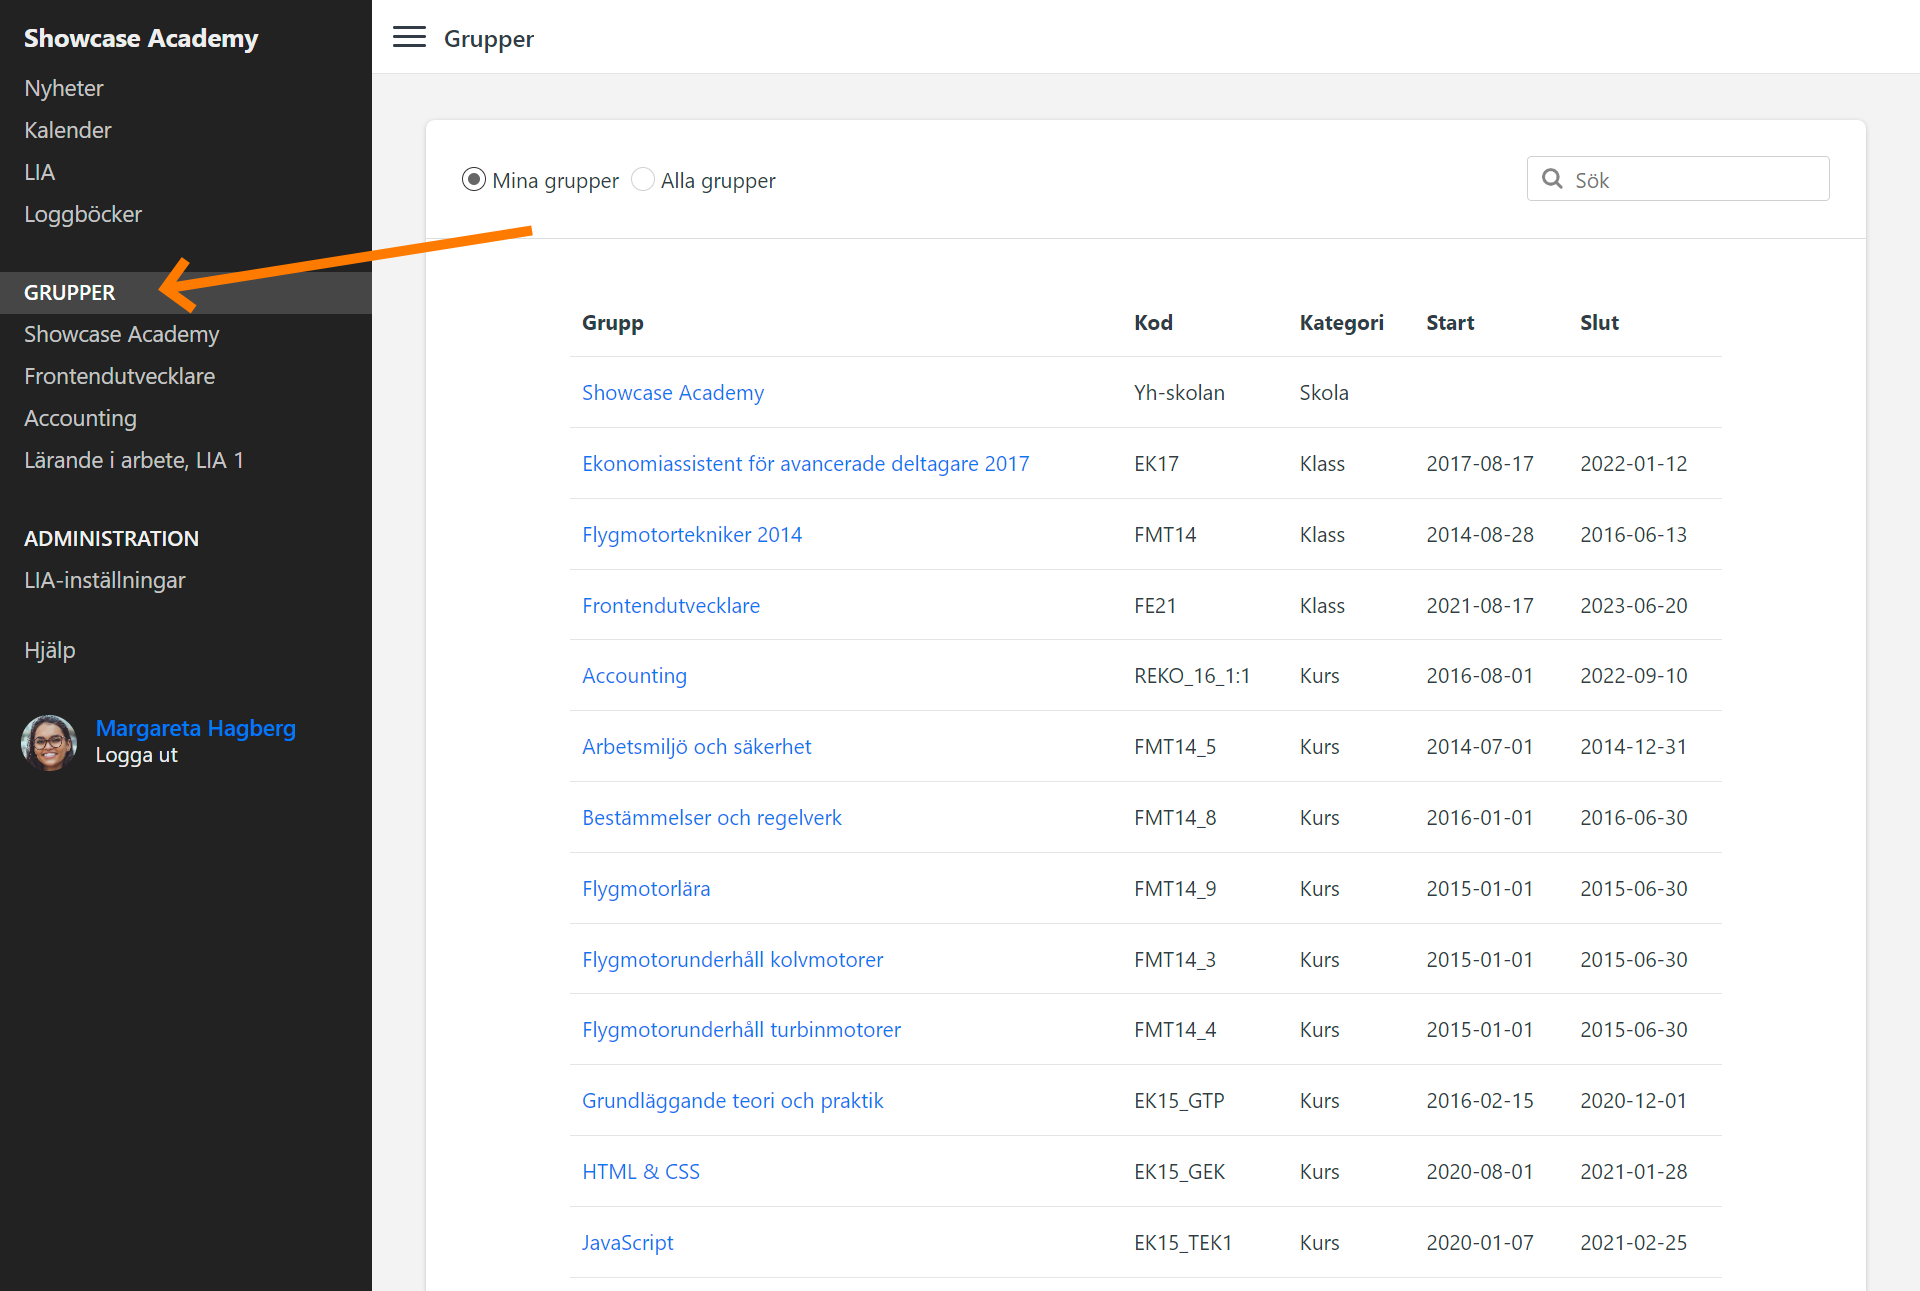 Showcase Academy
Nyheter
Kalender
LIA
Loggböcker
GRUPPER
Showcase Academy
Frontendutvecklare
Accounting
Lärande i arbete, LIA 1
ADMINISTRATION
LIA-inställningar
Hjälp
Margareta Hagberg
Logga ut
Grupper
Mina grupper Alla grupper
Sök
Grupp Kod Kategori Start Slut
Showcase Academy Yh-skolan Skola
Ekonomiassistent för avancerade deltagare 2017 EK17 Klass 2017-08-17 2022-01-12
Flygmotortekniker 2014 FMT14 Klass 2014-08-28 2016-06-13
Frontendutvecklare FE21 Klass 2021-08-17 2023-06-20
Accounting REKO_16_1:1 Kurs 2016-08-01 2022-09-10
Arbetsmiljö och säkerhet FMT14_5 Kurs 2014-07-01 2014-12-31
Bestämmelser och regelverk FMT14_8 Kurs 2016-01-01 2016-06-30
Flygmotorlära FMT14_9 Kurs 2015-01-01 2015-06-30
Flygmotorunderhåll kolvmotorer FMT14_3 Kurs 2015-01-01 2015-06-30
Flygmotorunderhåll turbinmotorer FMT14_4 Kurs 2015-01-01 2015-06-30
Grundläggande teori och praktik EK15_GTP Kurs 2016-02-15 2020-12-01
HTML & CSS EK15_GEK Kurs 2020-08-01 2021-01-28
JavaScript EK15_TEK1 Kurs 2020-01-07 2021-02-25